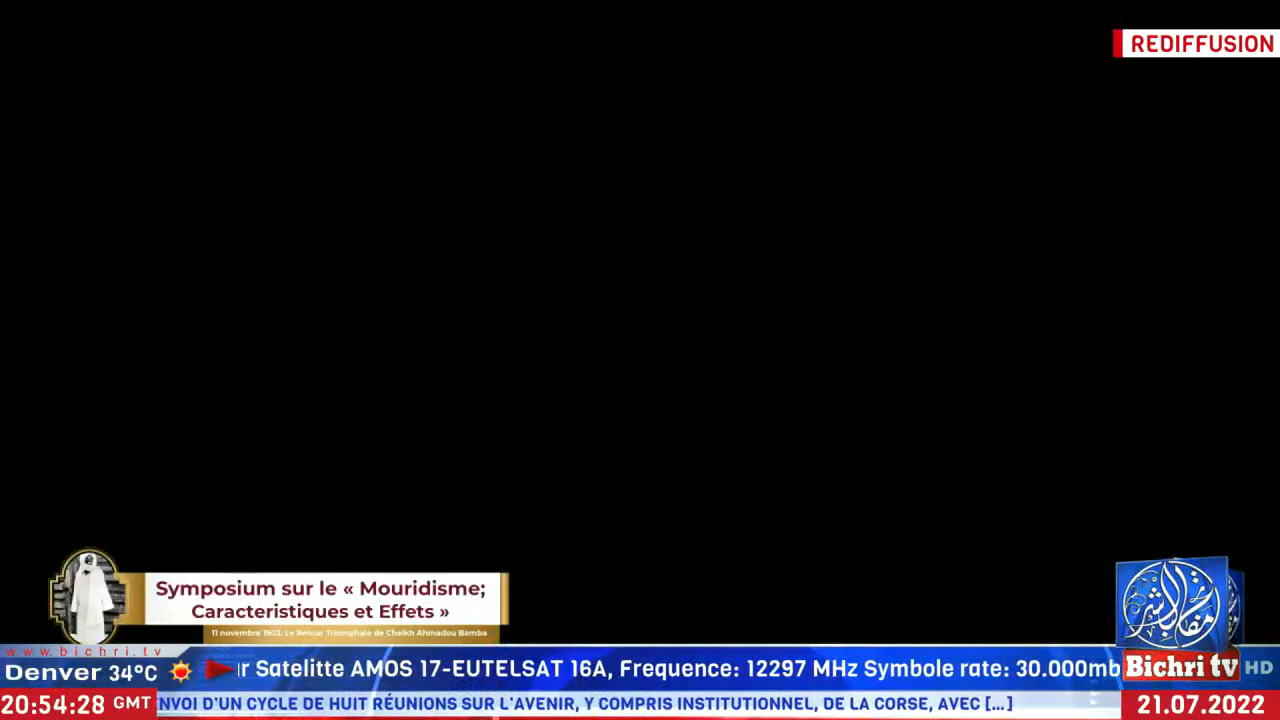 REDIFFUSION
Symposium sur le « Mouridisme;
Caracteristiques et Effets »
11 novembre 1902, Le Retour Triomphale de Cheikh Ahmadou Bamba
www.bichri.tv
Denver 34°C
ır Satelitte AMOS 17-EUTELSAT 16A, Frequence: 12297 MHz Symbole rate: 30.000mb
Bichri tv HD
20:54:28 GMT
NVOI D'UN CYCLE DE HUIT RÉUNIONS SUR L'AVENIR, Y COMPRIS INSTITUTIONNEL, DE LA CORSE, AVEC [...]
21.07.2022